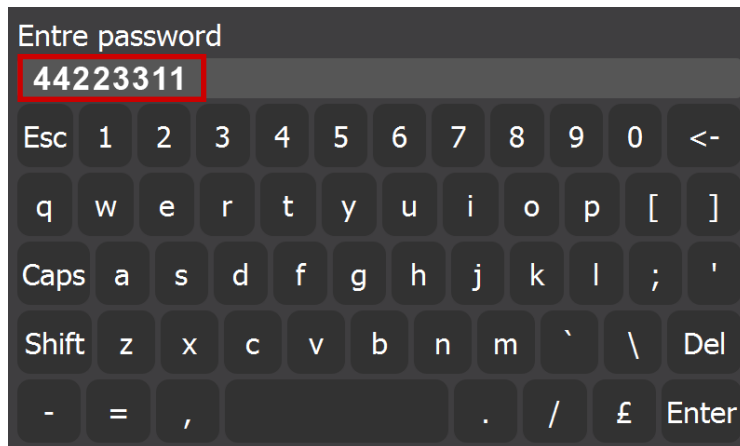 Entre password
44223311
Esc 1 2 3 4 5 6 7 8 9 0 <-
q w e r t y u i o p [ ]
Caps a s d f g h j k l ; '
Shift z x c v b n m ` \ Del
- = , . / £ Enter